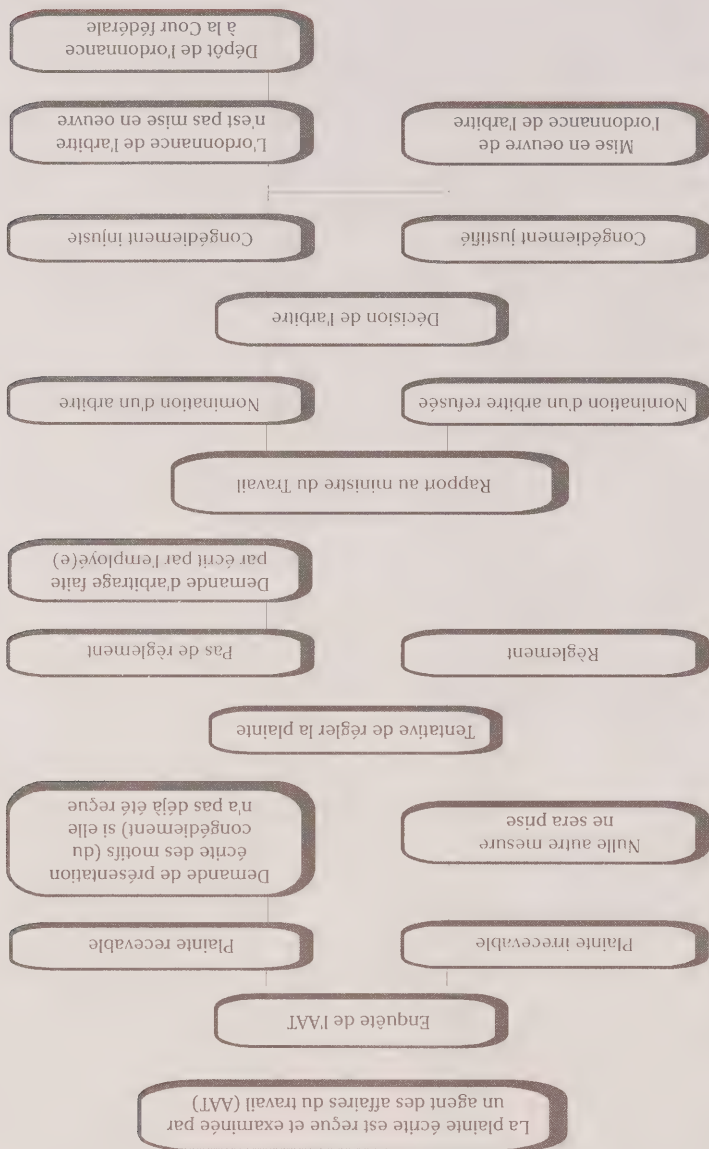 La plainte écrite est reçue et examinée par
un agent des affaires du travail (AAT)
Enquête de l'AAT
Plainte irrecevable
Plainte recevable
Nulle autre mesure
ne sera prise
Demande de présentation
écrite des motifs (du
congédiement) si elle
n'a pas déjà été reçue
Tentative de régler la plainte
Règlement
Pas de règlement
Demande d'arbitrage faite
par écrit par l'employé(e)
Rapport au ministre du Travail
Nomination d'un arbitre refusée
Nomination d'un arbitre
Décision de l'arbitre
Congédiement justifié
Congédiement injuste
Mise en oeuvre de
l'ordonnance de l'arbitre
L'ordonnance de l'arbitre
n'est pas mise en oeuvre
Dépôt de l'ordonnance
à la Cour fédérale